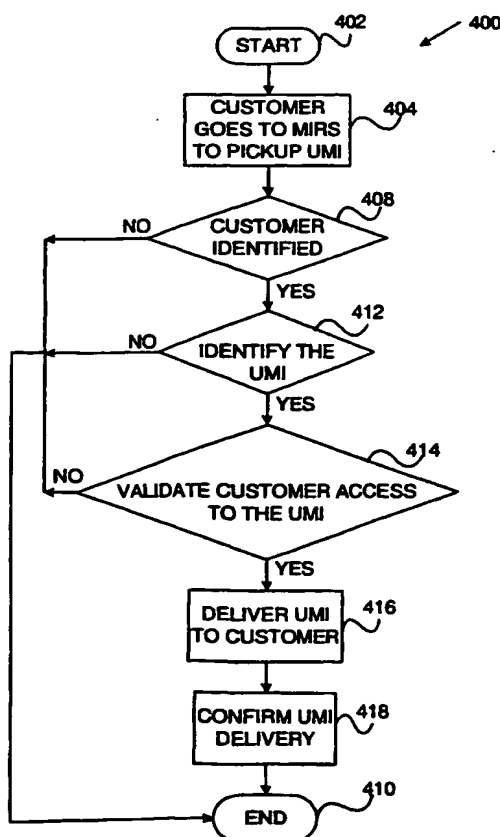 START
402
400
CUSTOMER
GOES TO MIRS
TO PICKUP UMI
404
CUSTOMER
IDENTIFIED
408
NO
YES
412
IDENTIFY THE
UMI
NO
YES
414
VALIDATE CUSTOMER ACCESS
TO THE UMI
NO
YES
DELIVER UMI
TO CUSTOMER
416
CONFIRM UMI
DELIVERY
418
END
410